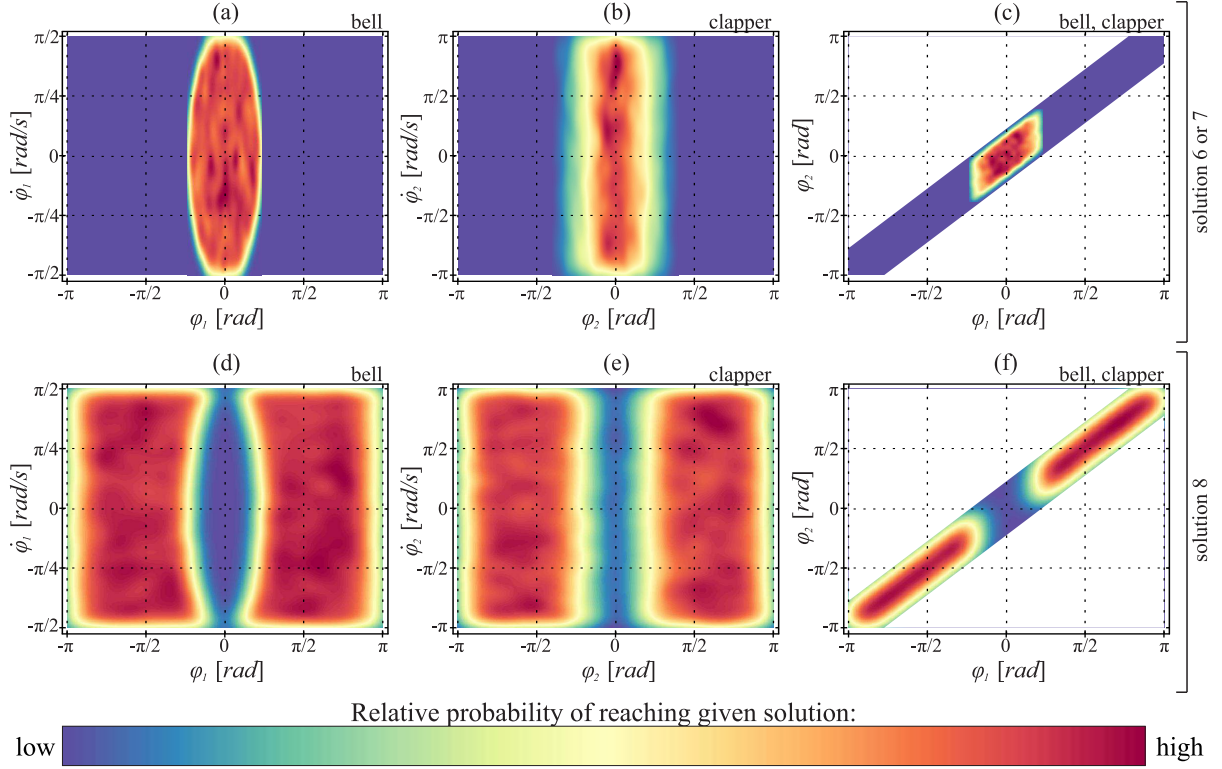 (a) bell (b) clapper (c) bell, clapper
π/2 π π
π/4 π/2 π/2
0 0 0
-π/4 -π/2 -π/2
-π/2 -π -π
φ̇₁ [rad/s] φ̇₂ [rad/s] φ₂ [rad]
-π -π/2 0 π/2 π -π -π/2 0 π/2 π -π -π/2 0 π/2 π
φ₁ [rad] φ₂ [rad] φ₁ [rad]
solution 6 or 7
(d) bell (e) clapper (f) bell, clapper
π/2 π π
π/4 π/2 π/2
0 0 0
-π/4 -π/2 -π/2
-π/2 π π
φ̇₁ [rad/s] φ̇₂ [rad/s] φ₂ [rad]
-π -π/2 0 π/2 π -π -π/2 0 π/2 π -π -π/2 0 π/2 π
φ₁ [rad] φ₂ [rad] φ₁ [rad]
solution 8
Relative probability of reaching given solution:
low high